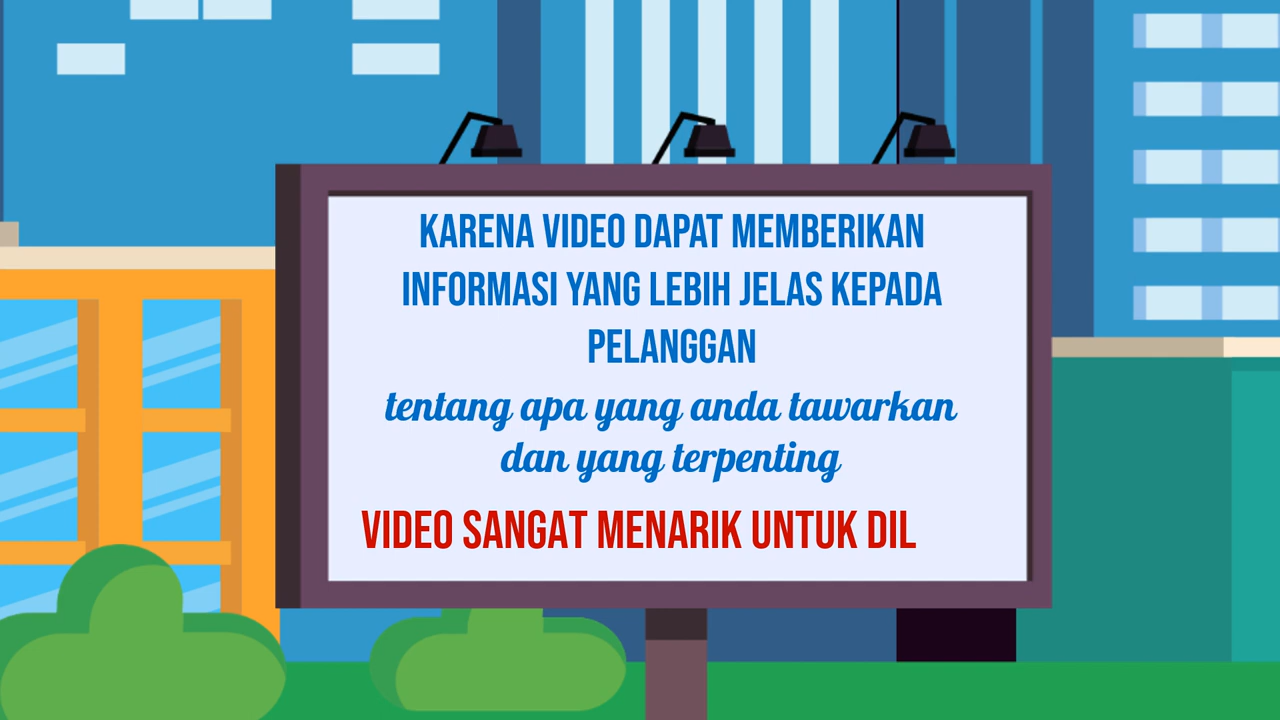 KARENA VIDEO DAPAT MEMBERIKAN
INFORMASI YANG LEBIH JELAS KEPADA
PELANGGAN
tentang apa yang anda tawarkan
dan yang terpenting
VIDEO SANGAT MENARIK UNTUK DIL